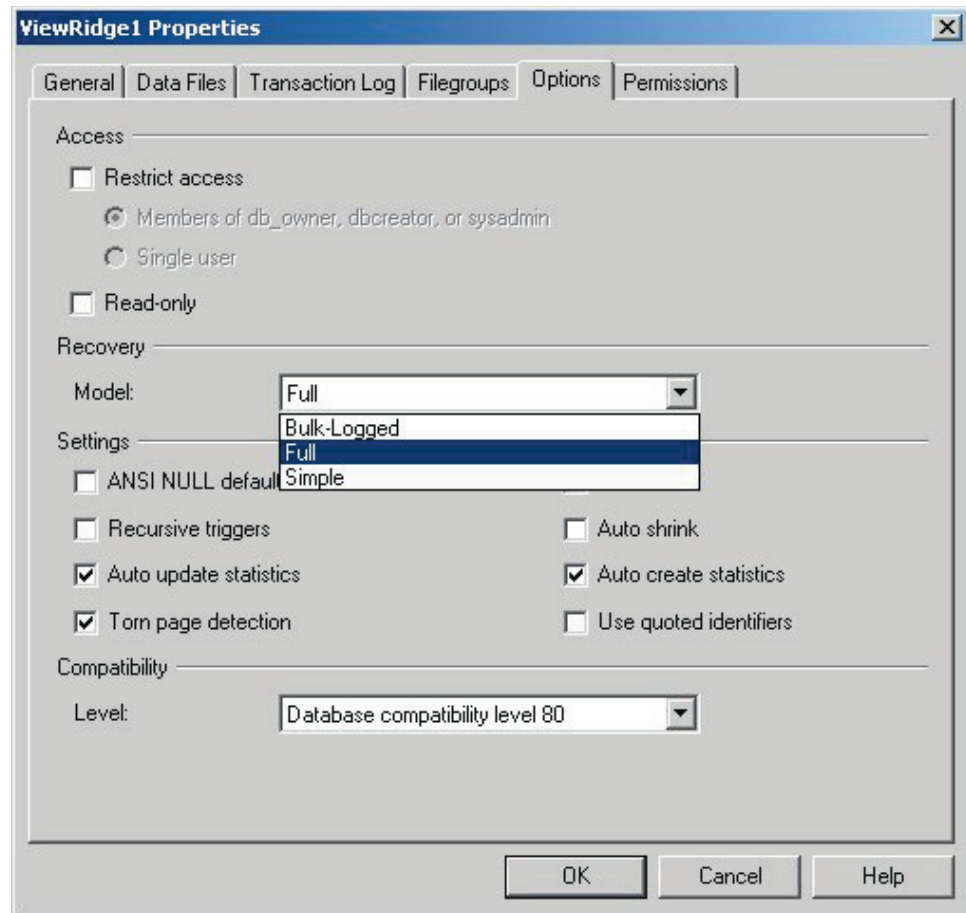 ViewRidge1 Properties
General Data Files Transaction Log Filegroups Options Permissions
Access
Restrict access
Members of db_owner, dbcreator, or sysadmin
Single user
Read-only
Recovery
Model: Full
Bulk-Logged
Full
Simple
Settings
ANSI NULL default
Recursive triggers Auto shrink
Auto update statistics Auto create statistics
Torn page detection Use quoted identifiers
Compatibility
Level: Database compatibility level 80
OK Cancel Help